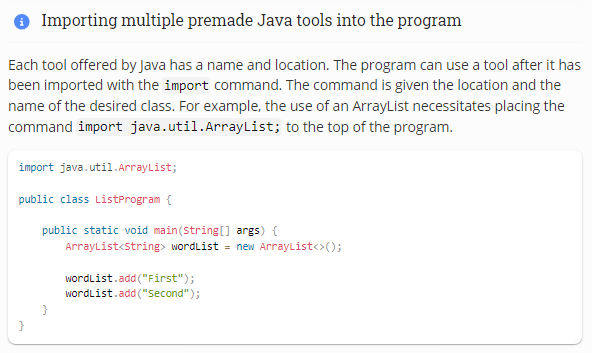 Importing multiple premade Java tools into the program
Each tool offered by Java has a name and location. The program can use a tool after it has
been imported with the import command. The command is given the location and the
name of the desired class. For example, the use of an ArrayList necessitates placing the
command import java.util.ArrayList; to the top of the program.
import java.util.ArrayList;
public class ListProgram {
    public static void main(String[] args) {
        ArrayList<String> wordList = new ArrayList<>();
        wordList.add("First");
        wordList.add("Second");
    }
}